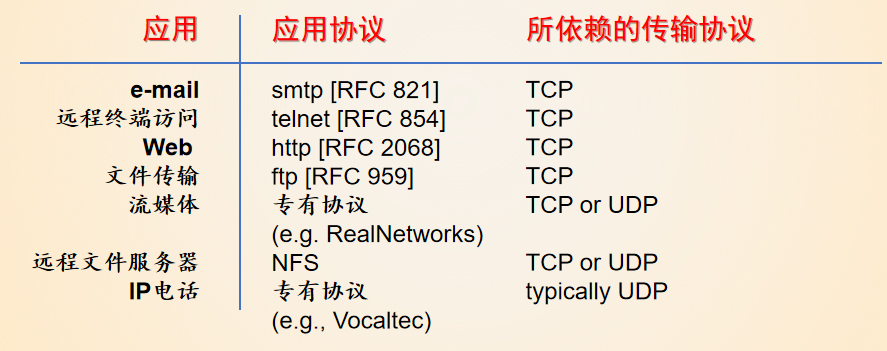 应用 应用协议 所依赖的传输协议
e-mail smtp [RFC 821] TCP
远程终端访问 telnet [RFC 854] TCP
Web http [RFC 2068] TCP
文件传输 ftp [RFC 959] TCP
流媒体 专有协议 TCP or UDP
(e.g. RealNetworks)
远程文件服务器 NFS TCP or UDP
IP电话 专有协议 typically UDP
(e.g., Vocaltec)